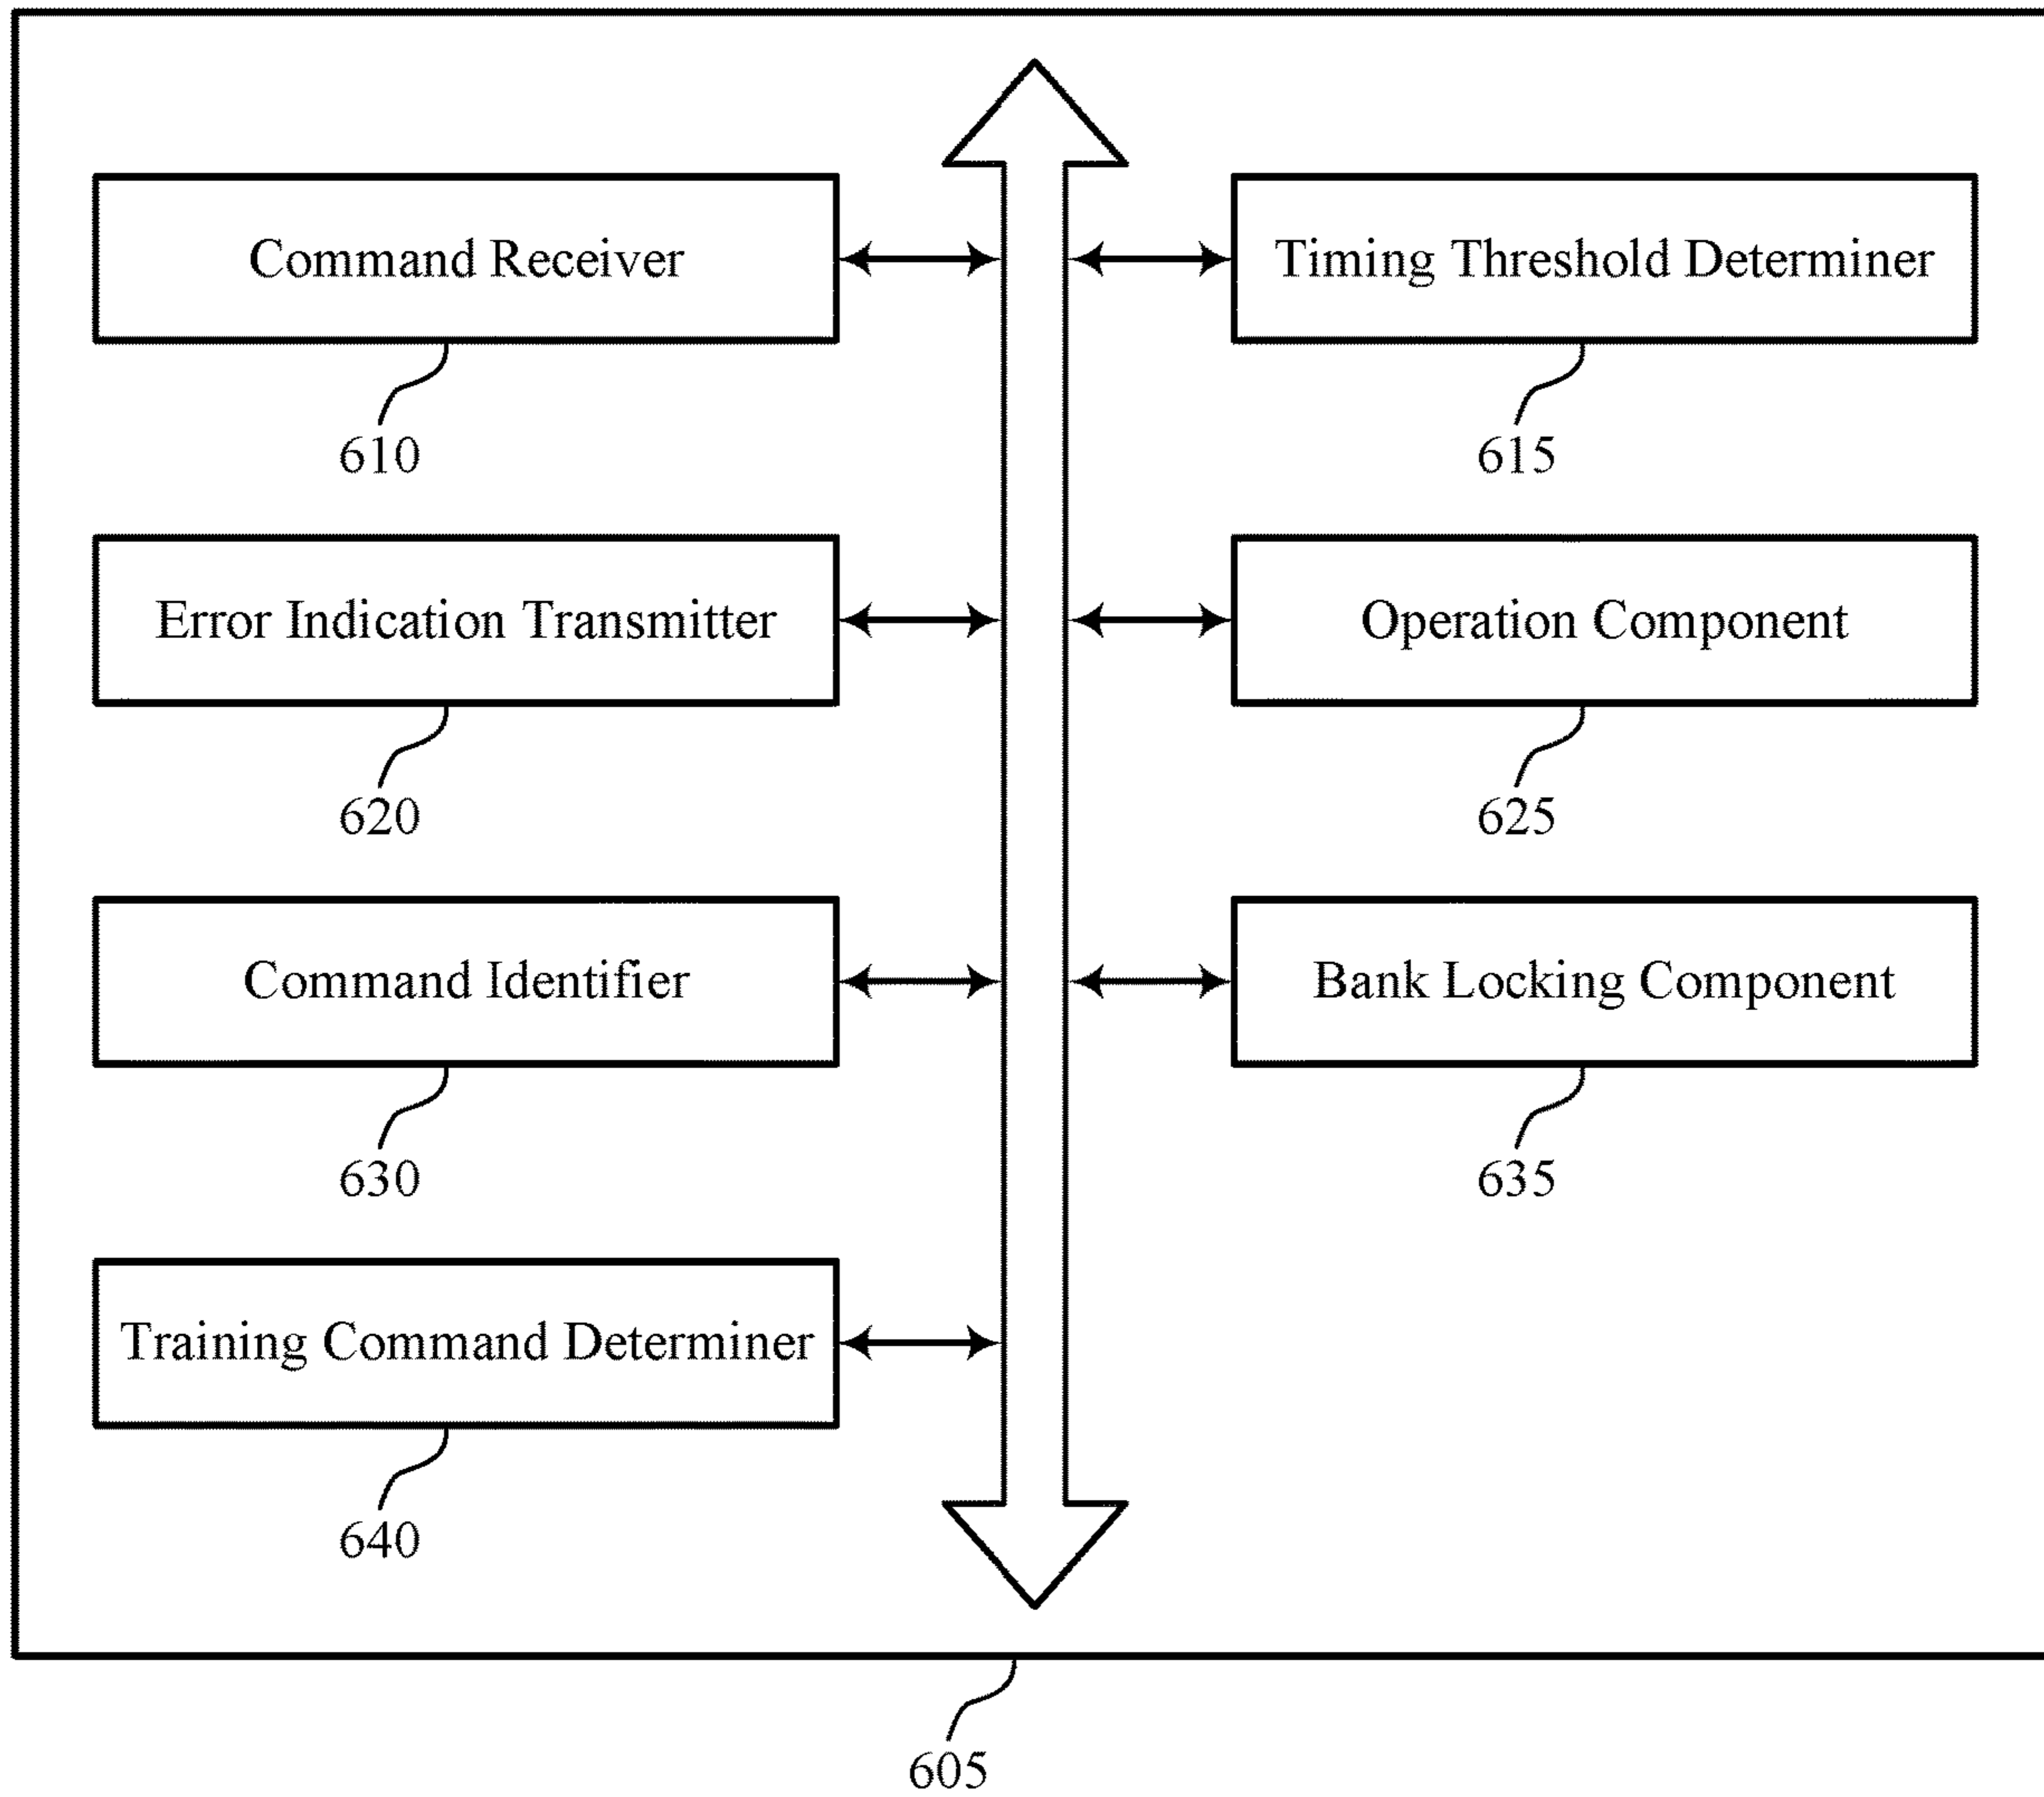 Command Receiver
Timing Threshold Determiner
610
615
Error Indication Transmitter
Operation Component
620
625
Command Identifier
Bank Locking Component
630
635
Training Command Determiner
640
605